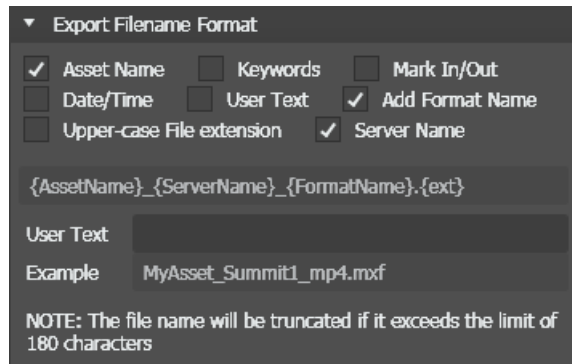 Export Filename Format
Asset Name Keywords Mark In/Out
Date/Time User Text Add Format Name
Upper-case File extension Server Name
{AssetName}_{ServerName}_{FormatName}.{ext}
User Text
Example MyAsset_Summit1_mp4.mxf
NOTE: The file name will be truncated if it exceeds the limit of
180 characters